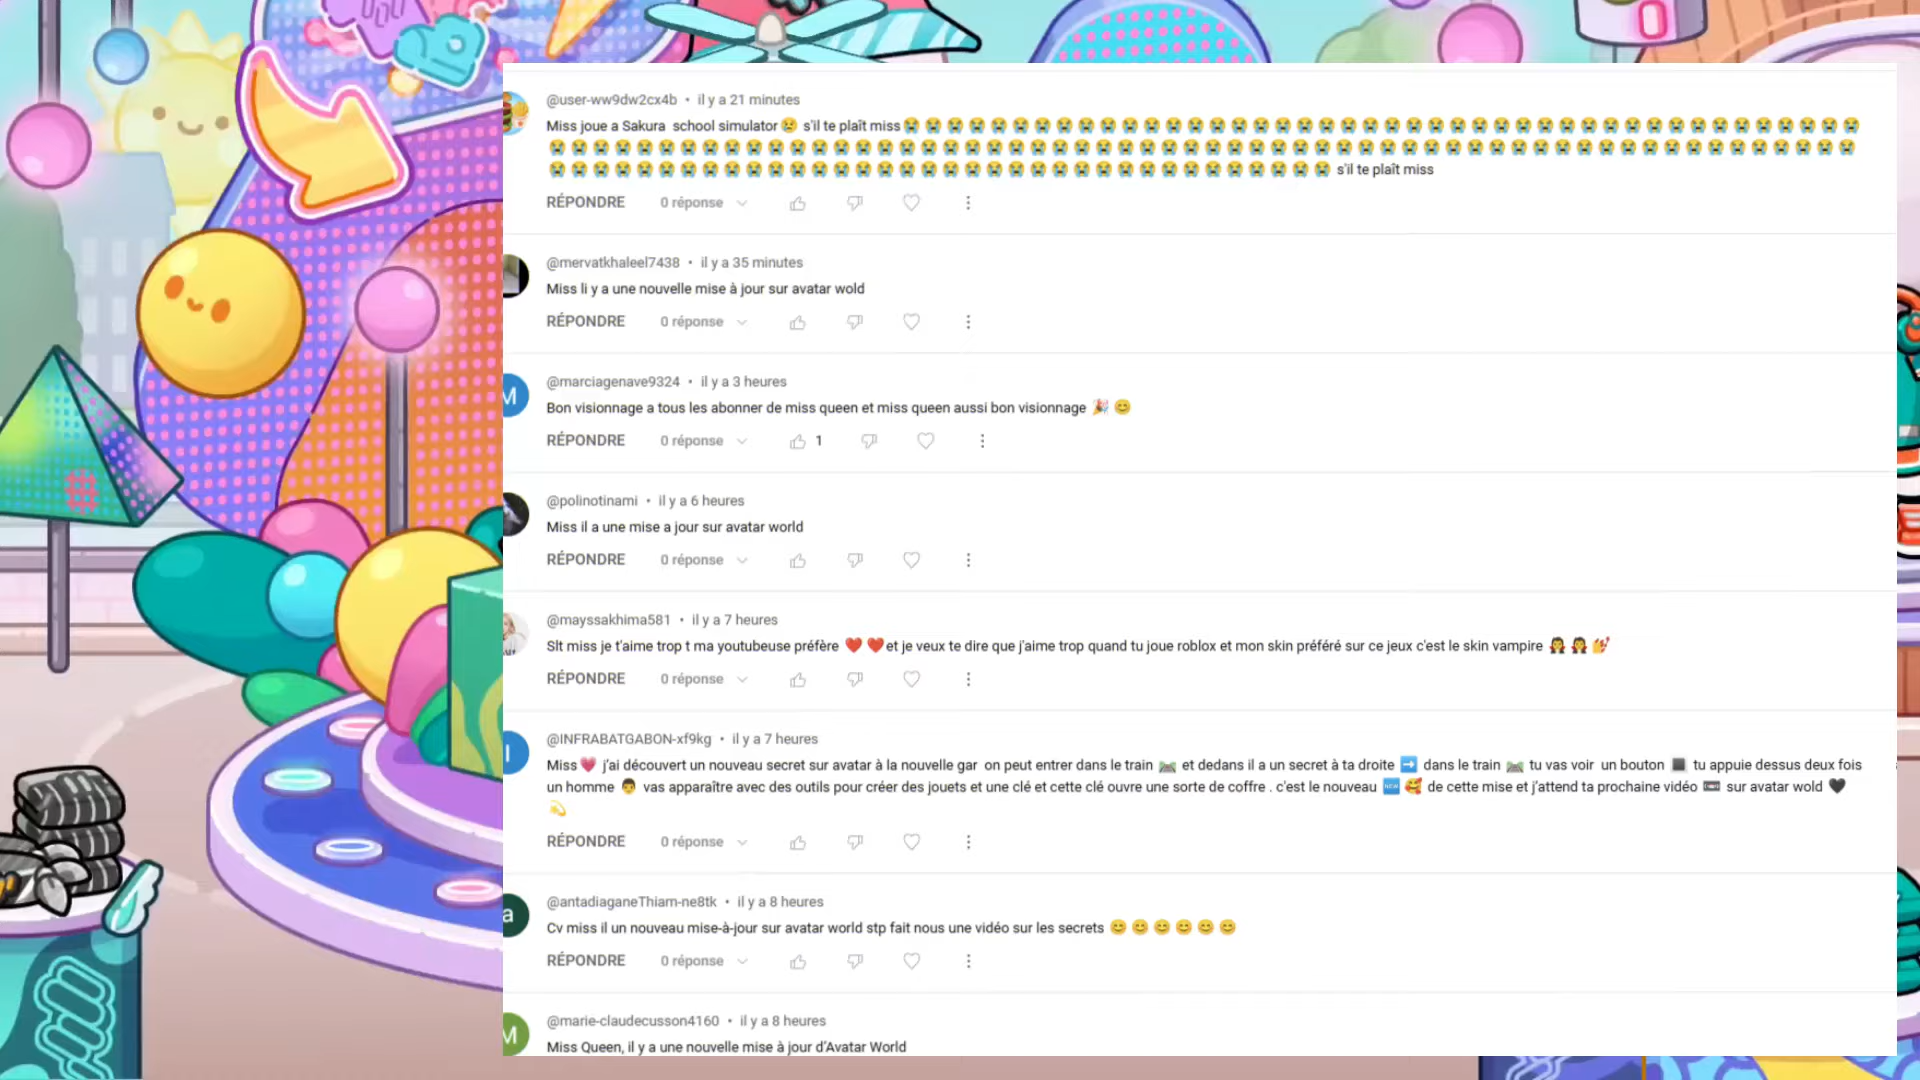 @user-ww9dw2cx4b • il y a 21 minutes
Miss joue a Sakura school simulator😢 s'il te plaît miss😭😭😭😭😭😭😭😭😭😭😭😭😭😭😭😭😭😭😭😭😭😭😭😭😭😭😭😭😭😭😭😭😭😭😭😭😭😭😭😭😭😭😭😭
😭😭😭😭😭😭😭😭😭😭😭😭😭😭😭😭😭😭😭😭😭😭😭😭😭😭😭😭😭😭😭😭😭😭😭😭😭😭😭😭😭😭😭😭😭😭😭😭😭😭😭😭😭😭😭😭😭😭😭😭
😭😭😭😭😭😭😭😭😭😭😭😭😭😭😭😭😭😭😭😭😭😭😭😭😭😭😭😭😭😭😭😭😭😭😭😭 s'il te plaît miss
RÉPONDRE 0 réponse
@mervatkhaleel7438 • il y a 35 minutes
Miss li y a une nouvelle mise à jour sur avatar wold
RÉPONDRE 0 réponse
M @marciagenave9324 • il y a 3 heures
Bon visionnage a tous les abonner de miss queen et miss queen aussi bon visionnage 🎉 😊
RÉPONDRE 0 réponse 1
@polinotinami • il y a 6 heures
Miss il a une mise a jour sur avatar world
RÉPONDRE 0 réponse
@mayssakhima581 • il y a 7 heures
Slt miss je t'aime trop t ma youtubeuse préfère ❤️ ❤️et je veux te dire que j'aime trop quand tu joue roblox et mon skin préféré sur ce jeux c'est le skin vampire 🧛 🧛 💅
RÉPONDRE 0 réponse
I @INFRABATGABON-xf9kg • il y a 7 heures
Miss💗 j'ai découvert un nouveau secret sur avatar à la nouvelle gar on peut entrer dans le train 🛤️ et dedans il a un secret à ta droite ➡️ dans le train 🛤️ tu vas voir un bouton ⬛ tu appuie dessus deux fois
un homme 👨 vas apparaître avec des outils pour créer des jouets et une clé et cette clé ouvre une sorte de coffre . c'est le nouveau 🆕 🥰 de cette mise et j'attend ta prochaine vidéo 📼 sur avatar wold 🖤
💫
RÉPONDRE 0 réponse
a @antadiaganeThiam-ne8tk • il y a 8 heures
Cv miss il un nouveau mise-à-jour sur avatar world stp fait nous une vidéo sur les secrets 😊 😊 😊 😊 😊 😊
RÉPONDRE 0 réponse
M @marie-claudecusson4160 • il y a 8 heures
Miss Queen, il y a une nouvelle mise à jour d'Avatar World